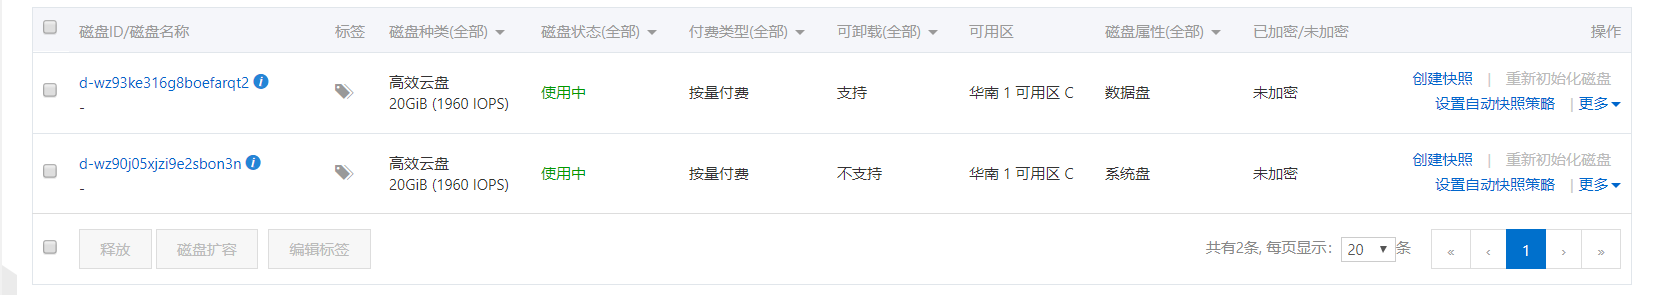 磁盘ID/磁盘名称 标签 磁盘种类(全部) 磁盘状态(全部) 付费类型(全部) 可卸载(全部) 可用区 磁盘属性(全部) 已加密/未加密 操作
d-wz93ke316g8boefarqt2
-
高效云盘
20GiB (1960 IOPS)
使用中
按量付费
支持
华南 1 可用区 C
数据盘
未加密
创建快照 | 重新初始化磁盘
设置自动快照策略 | 更多
d-wz90j05xjzi9e2sbon3n
-
高效云盘
20GiB (1960 IOPS)
使用中
按量付费
不支持
华南 1 可用区 C
系统盘
未加密
创建快照 | 重新初始化磁盘
设置自动快照策略 | 更多
释放 磁盘扩容 编辑标签 共有2条, 每页显示: 20 条 « ‹ 1 › »